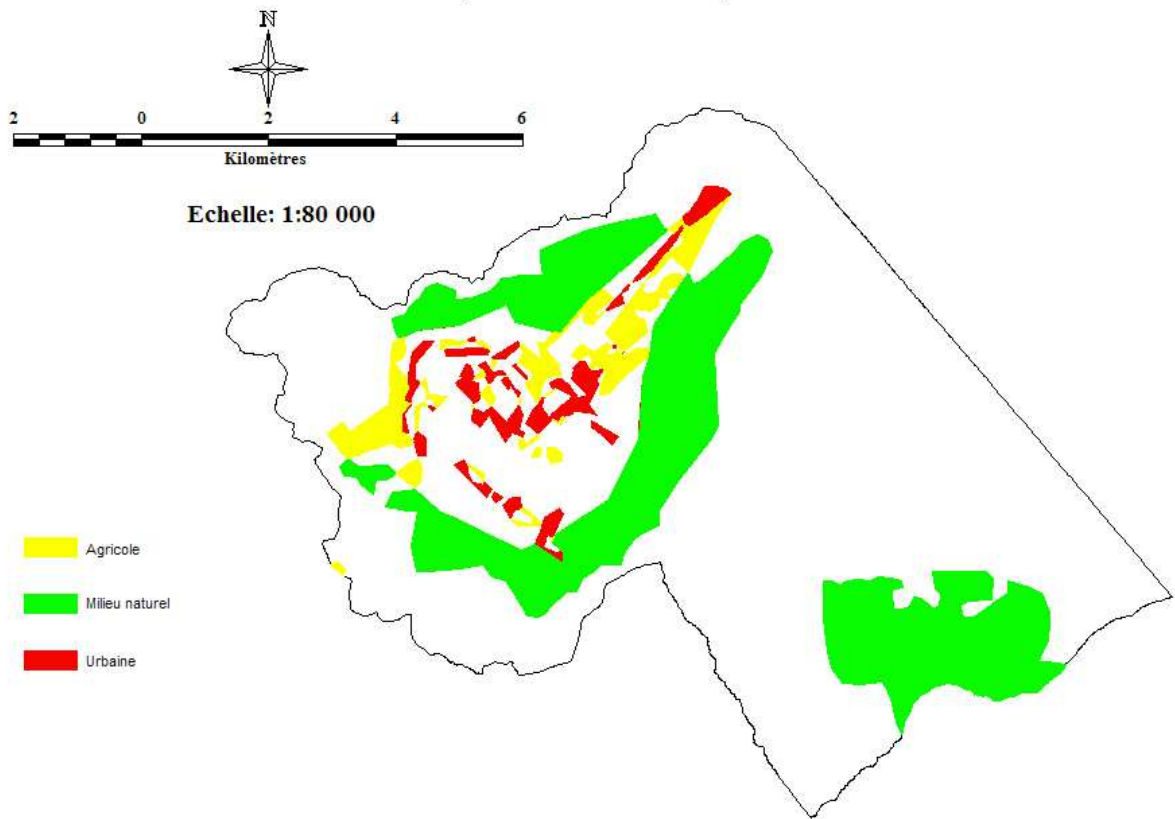 N
2 0 2 4 6
Kilomètres
Echelle: 1:80 000
Agricole
Milieu naturel
Urbaine